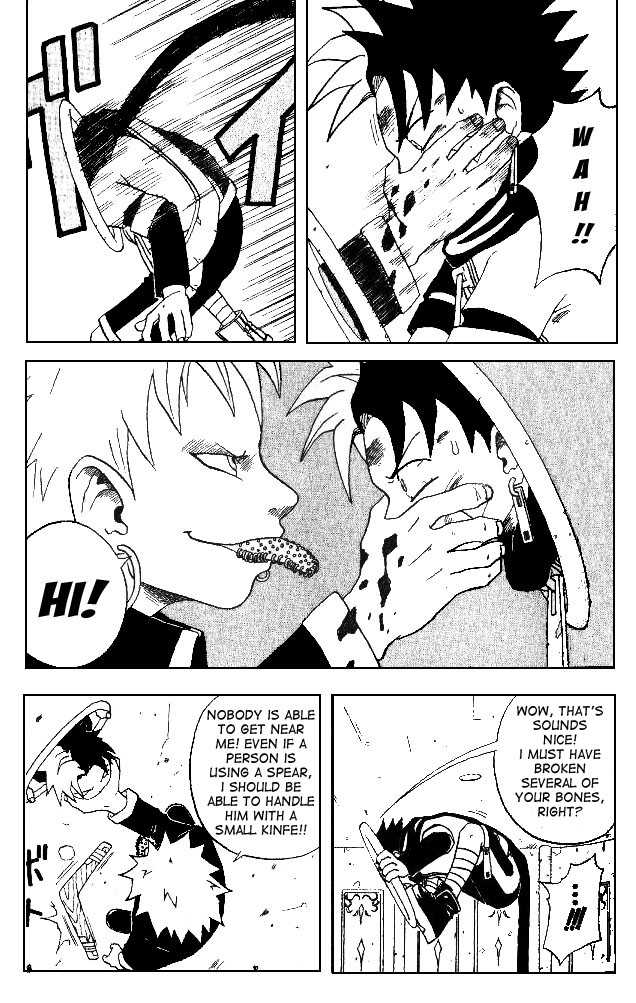 WAH!!
HI!
WOW, THAT'S
SOUNDS
NICE!
I MUST HAVE
BROKEN
SEVERAL OF
YOUR BONES,
RIGHT?
...!!!
NOBODY IS ABLE
TO GET NEAR
ME! EVEN IF A
PERSON IS
USING A SPEAR,
I SHOULD BE
ABLE TO HANDLE
HIM WITH A
SMALL KINFE!!